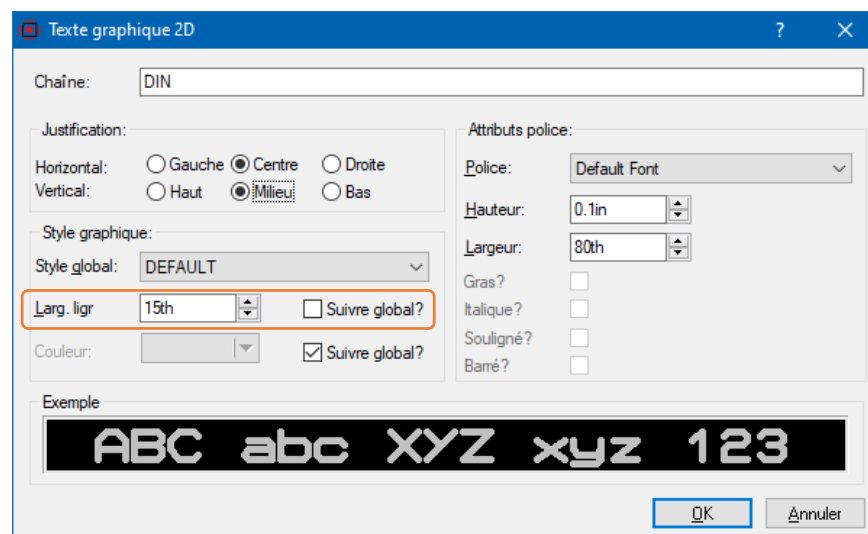 Texte graphique 2D
Chaîne: DIN
Justification:
Horizontal: Gauche Centre Droite
Vertical: Haut Milieu Bas
Style graphique:
Style global: DEFAULT
Larg. ligr 15th Suivre global?
Couleur: Suivre global?
Attributs police:
Police: Default Font
Hauteur: 0.1in
Largeur: 80th
Gras?
Italique?
Souligné?
Barré?
Exemple
ABC abc XYZ xyz 123
OK Annuler